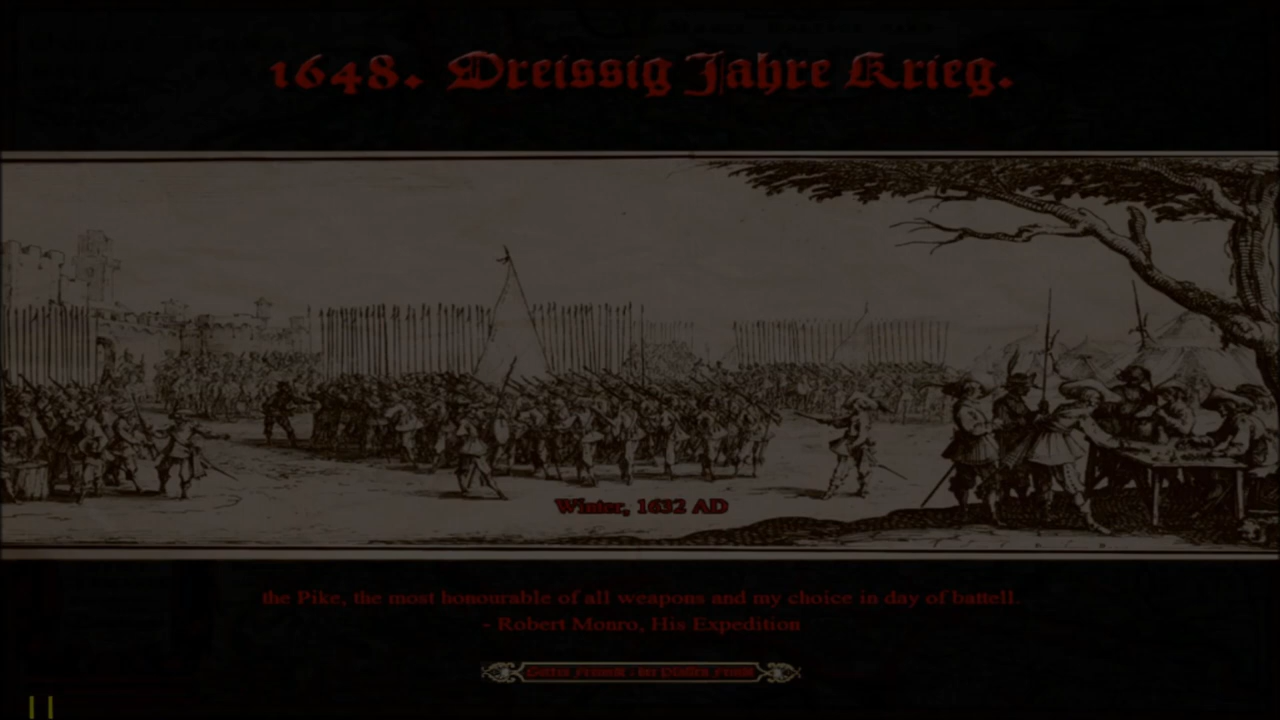 1648. Dreissig Jahre Krieg.
Winter, 1632 AD
the Pike, the most honourable of all weapons and my choice in day of battell.
- Robert Monro, His Expedition